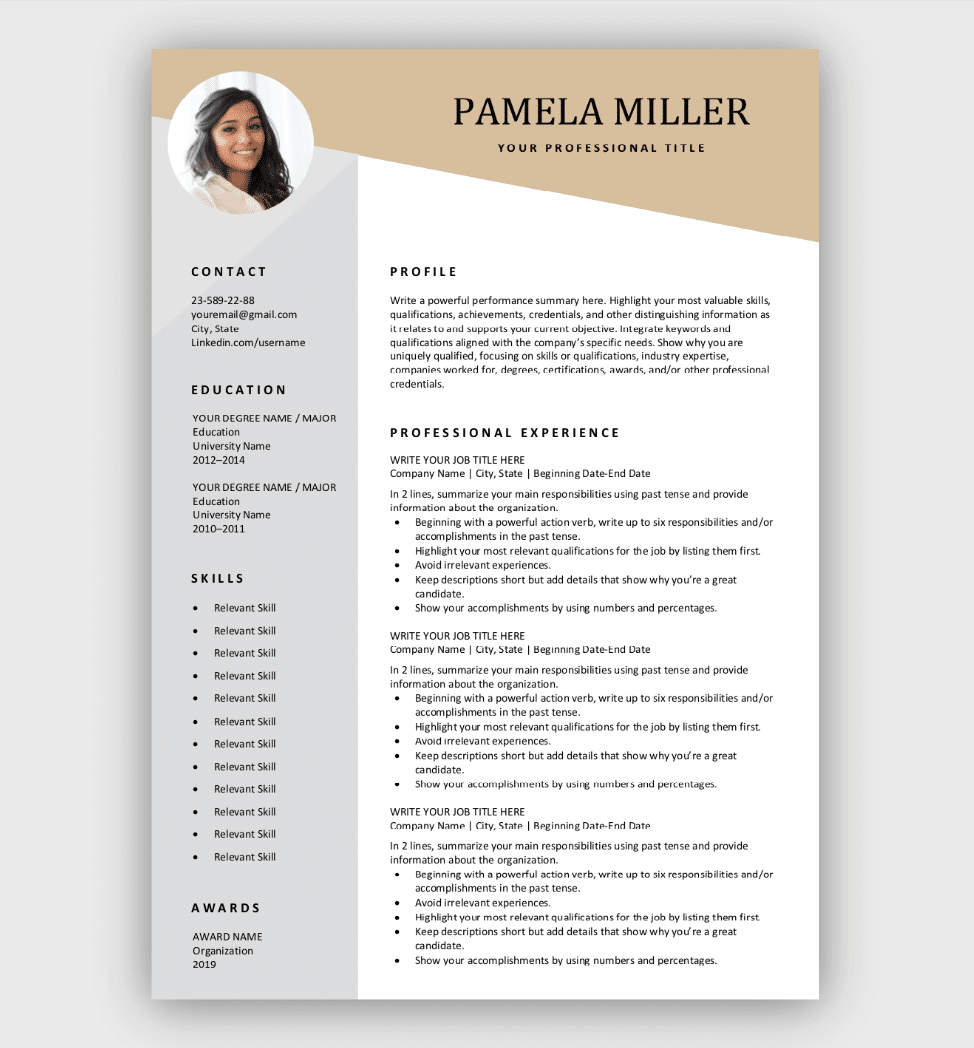 PAMELA MILLER
YOUR PROFESSIONAL TITLE
CONTACT
23-589-22-88
youremail@gmail.com
City, State
Linkedin.com/username
EDUCATION
YOUR DEGREE NAME / MAJOR
Education
University Name
2012–2014
YOUR DEGREE NAME / MAJOR
Education
University Name
2010–2011
SKILLS
• Relevant Skill
• Relevant Skill
• Relevant Skill
• Relevant Skill
• Relevant Skill
• Relevant Skill
• Relevant Skill
• Relevant Skill
• Relevant Skill
• Relevant Skill
• Relevant Skill
• Relevant Skill
AWARDS
AWARD NAME
Organization
2019
PROFILE
Write a powerful performance summary here. Highlight your most valuable skills,
qualifications, achievements, credentials, and other distinguishing information as
it relates to and supports your current objective. Integrate keywords and
qualifications aligned with the company’s specific needs. Show why you are
uniquely qualified, focusing on skills or qualifications, industry expertise,
companies worked for, degrees, certifications, awards, and/or other professional
credentials.
PROFESSIONAL EXPERIENCE
WRITE YOUR JOB TITLE HERE
Company Name | City, State | Beginning Date-End Date
In 2 lines, summarize your main responsibilities using past tense and provide
information about the organization.
• Beginning with a powerful action verb, write up to six responsibilities and/or
accomplishments in the past tense.
• Highlight your most relevant qualifications for the job by listing them first.
• Avoid irrelevant experiences.
• Keep descriptions short but add details that show why you’re a great
candidate.
• Show your accomplishments by using numbers and percentages.
WRITE YOUR JOB TITLE HERE
Company Name | City, State | Beginning Date-End Date
In 2 lines, summarize your main responsibilities using past tense and provide
information about the organization.
• Beginning with a powerful action verb, write up to six responsibilities and/or
accomplishments in the past tense.
• Highlight your most relevant qualifications for the job by listing them first.
• Avoid irrelevant experiences.
• Keep descriptions short but add details that show why you’re a great
candidate.
• Show your accomplishments by using numbers and percentages.
WRITE YOUR JOB TITLE HERE
Company Name | City, State | Beginning Date-End Date
In 2 lines, summarize your main responsibilities using past tense and provide
information about the organization.
• Beginning with a powerful action verb, write up to six responsibilities and/or
accomplishments in the past tense.
• Avoid irrelevant experiences.
• Highlight your most relevant qualifications for the job by listing them first.
• Keep descriptions short but add details that show why you’re a great
candidate.
• Show your accomplishments by using numbers and percentages.